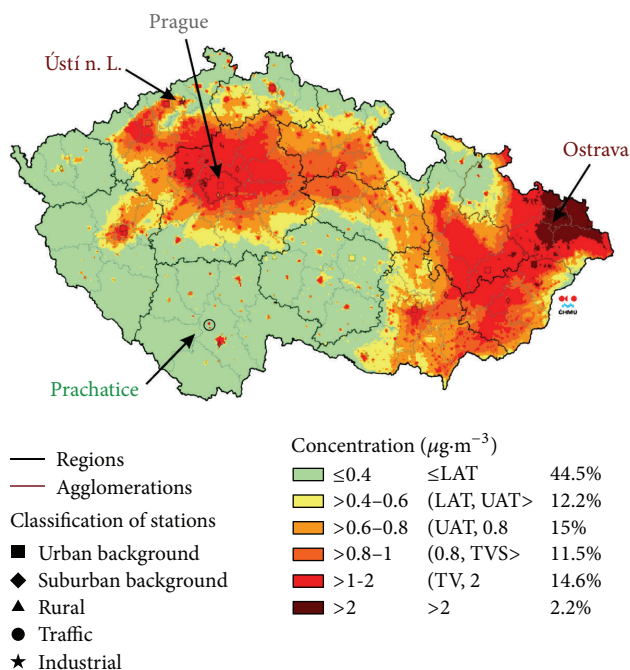 Prague
Ústí n. L.
Ostrava
CHMU
Prachatice
Regions
Agglomerations
Classification of stations
Urban background
Suburban background
Rural
Traffic
Industrial
Concentration (μg·m⁻³)
≤0.4 ≤LAT 44.5%
>0.4–0.6 (LAT, UAT> 12.2%
>0.6–0.8 (UAT, 0.8 15%
>0.8–1 (0.8, TVS> 11.5%
>1-2 (TV, 2 14.6%
>2 >2 2.2%